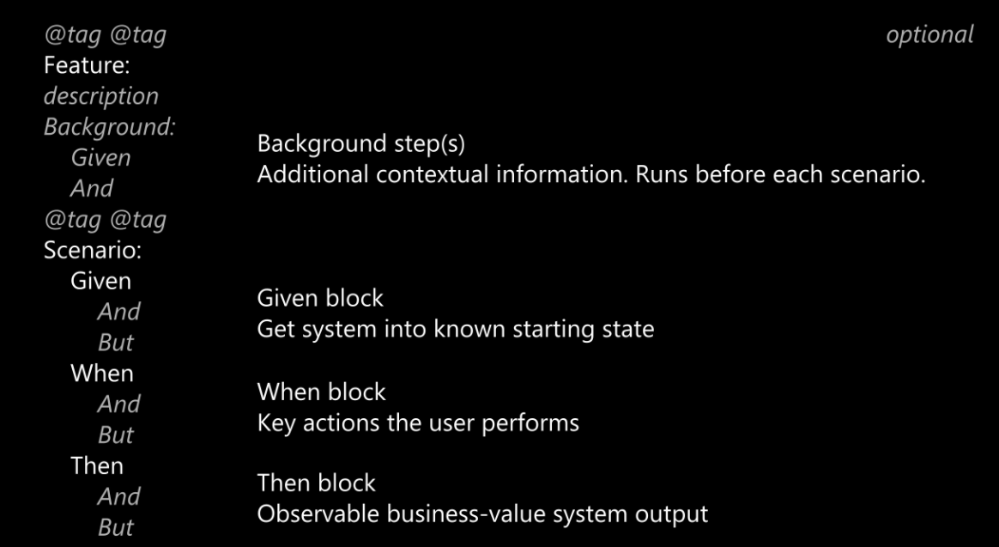 @tag @tag optional
Feature:
description
Background:
Background step(s)
Given
Additional contextual information. Runs before each scenario.
And
@tag @tag
Scenario:
Given
Given block
And
Get system into known starting state
But
When
When block
And
Key actions the user performs
But
Then
Then block
And
Observable business-value system output
But